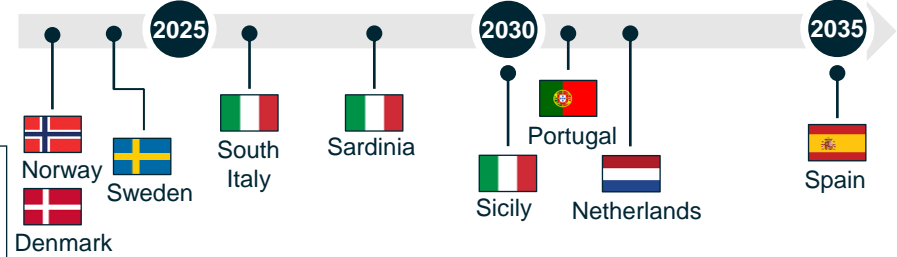 2025
2030
2035
Norway
Denmark
Sweden
South
Italy
Sardinia
Sicily
Portugal
Netherlands
Spain